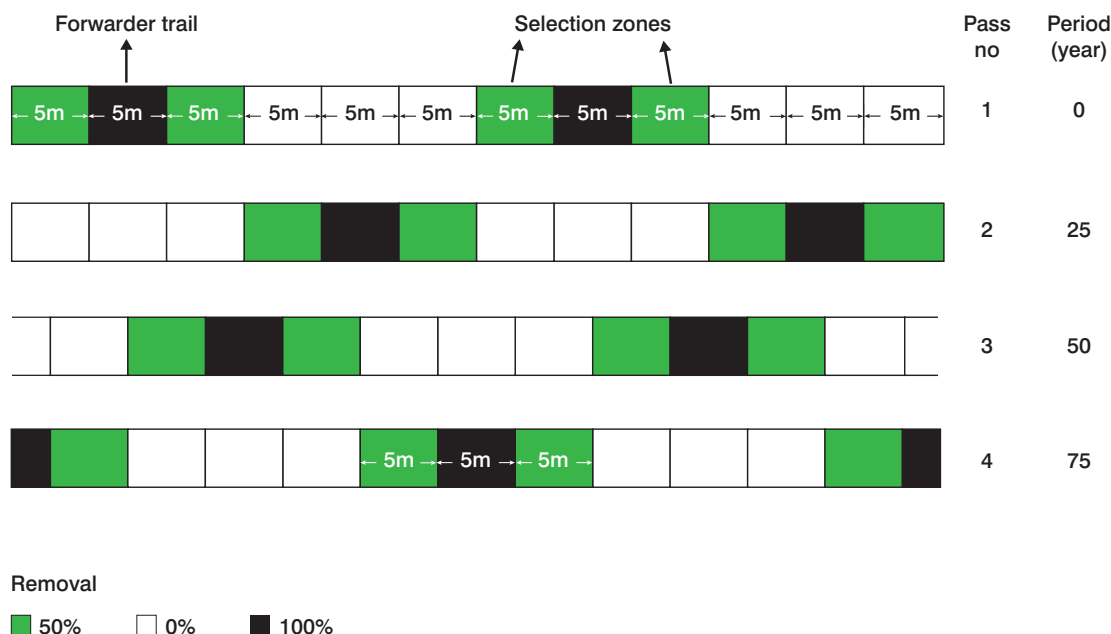 Forwarder trail
Selection zones
Pass no
Period (year)
5m 5m 5m 5m 5m 5m 5m 5m 5m 5m 5m 5m
1 0
2 25
3 50
5m 5m 5m
4 75
Removal
50% 0% 100%